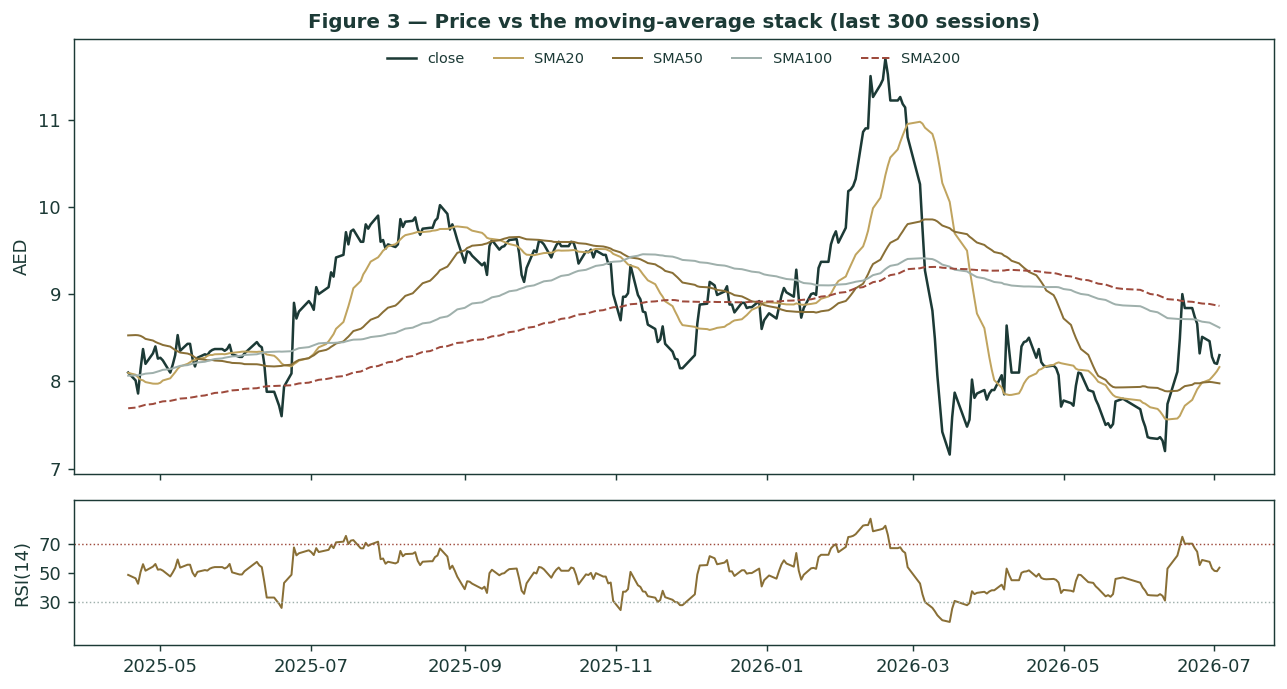 Figure 3 — Price vs the moving-average stack (last 300 sessions)
close SMA20 SMA50 SMA100 SMA200
AED
11
10
9
8
7
RSI(14)
70
50
30
2025-05 2025-07 2025-09 2025-11 2026-01 2026-03 2026-05 2026-07